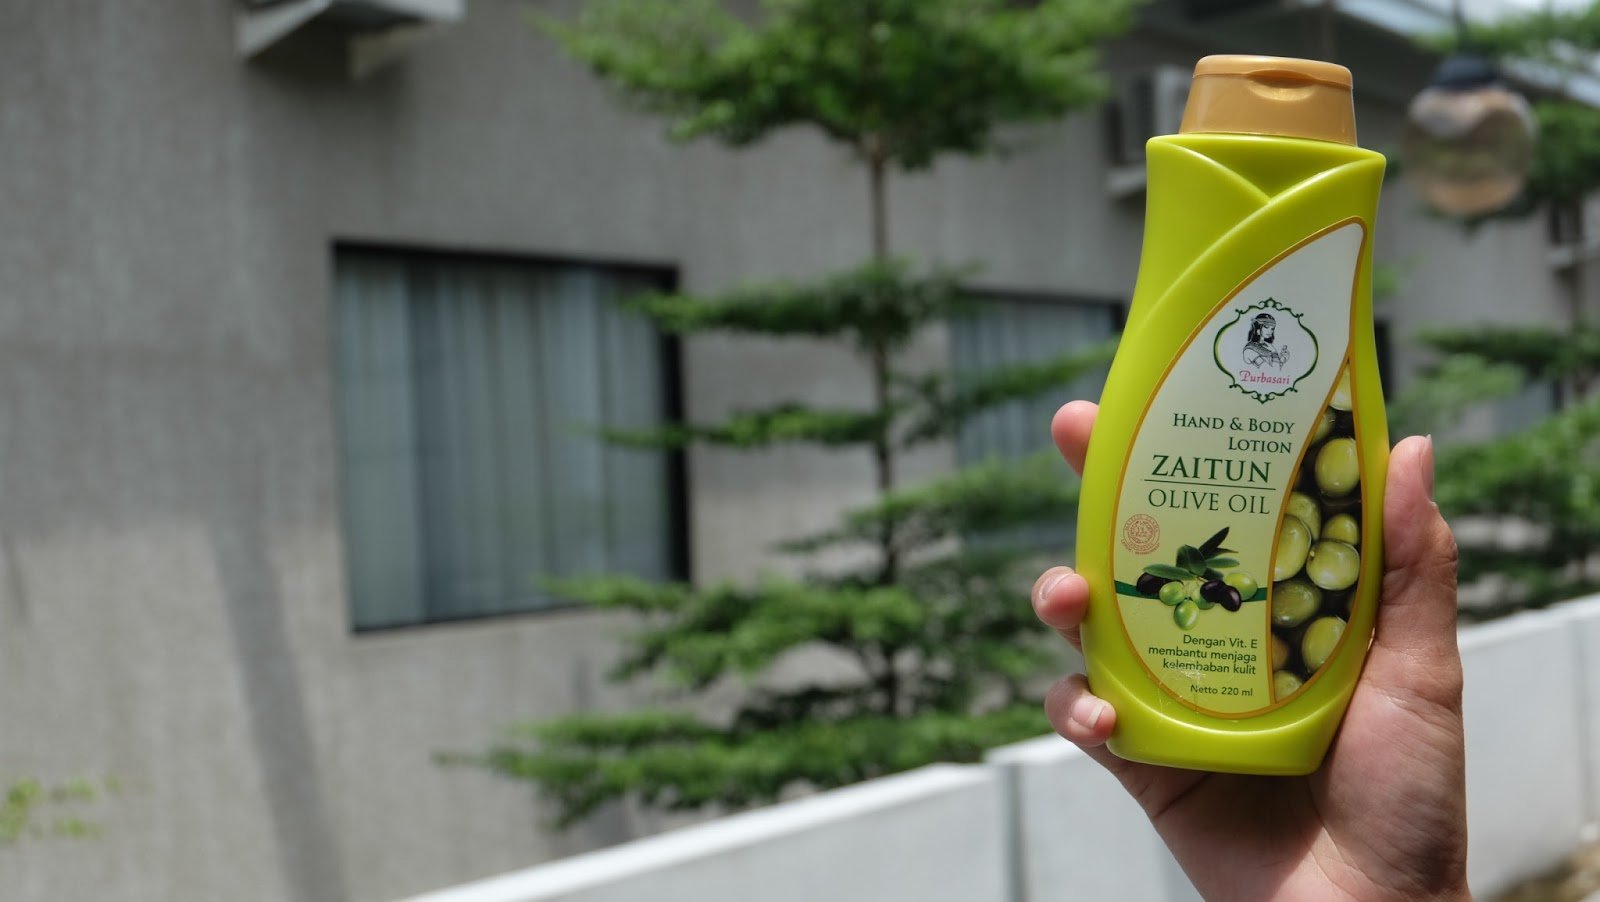 Purbasari
HAND & BODY
LOTION
ZAITUN
OLIVE OIL
Dengan Vit. E
membantu menjaga
kelembaban kulit
Netto 220 ml